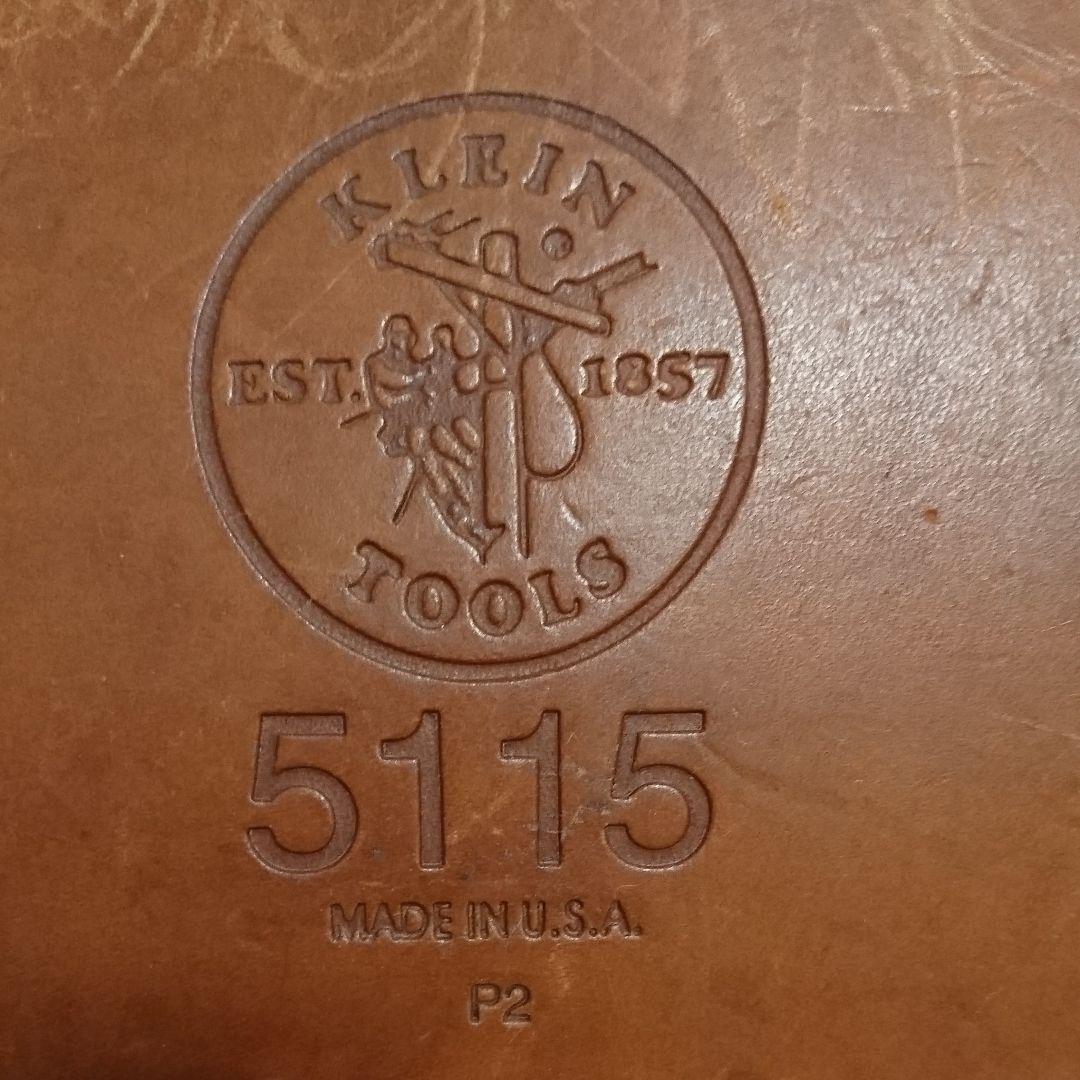 KLEIN
EST. 1857
TOOLS
5115
MADE IN U.S.A.
P2